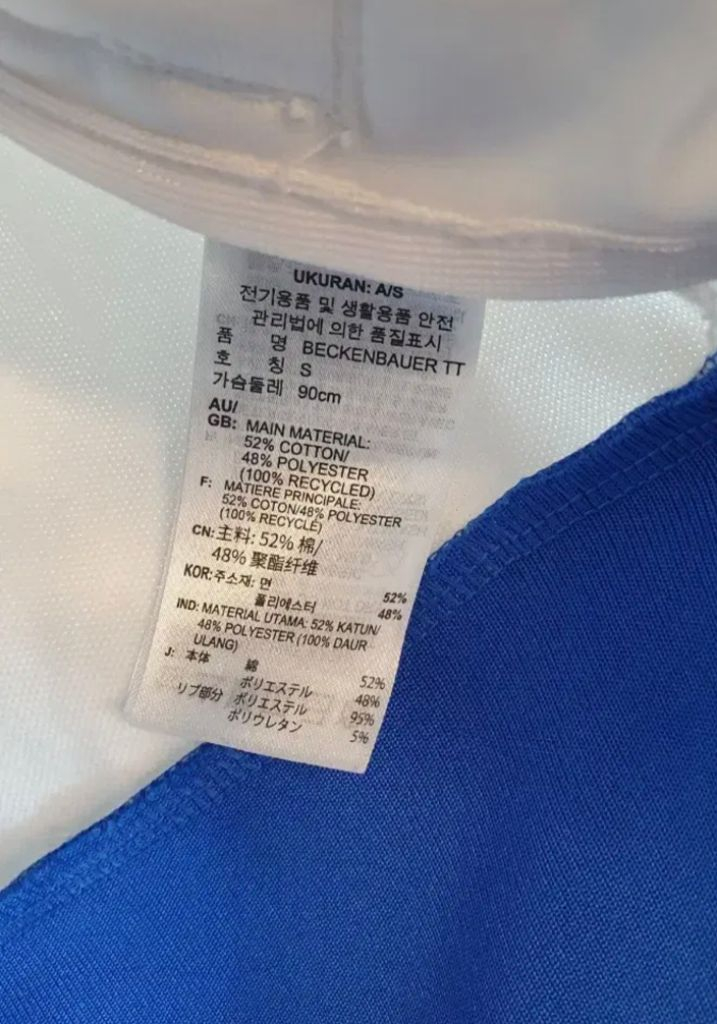 UKURAN: A/S
전기용품 및 생활용품 안전
관리법에 의한 품질표시
품 명 BECKENBAUER TT
호 칭 S
가슴둘레 90cm
AU/
GB: MAIN MATERIAL:
52% COTTON/
48% POLYESTER
(100% RECYCLED)
F: MATIERE PRINCIPALE:
52% COTON/48% POLYESTER
(100% RECYCLÉ)
CN: 主料: 52% 棉/
48% 聚酯纤维
KOR: 주소재: 면 52%
폴리에스터 48%
IND: MATERIAL UTAMA: 52% KATUN/
48% POLYESTER (100% DAUR
ULANG)
J: 本体 綿 52%
ポリエステル 48%
リブ部分 ポリエステル 95%
ポリウレタン 5%